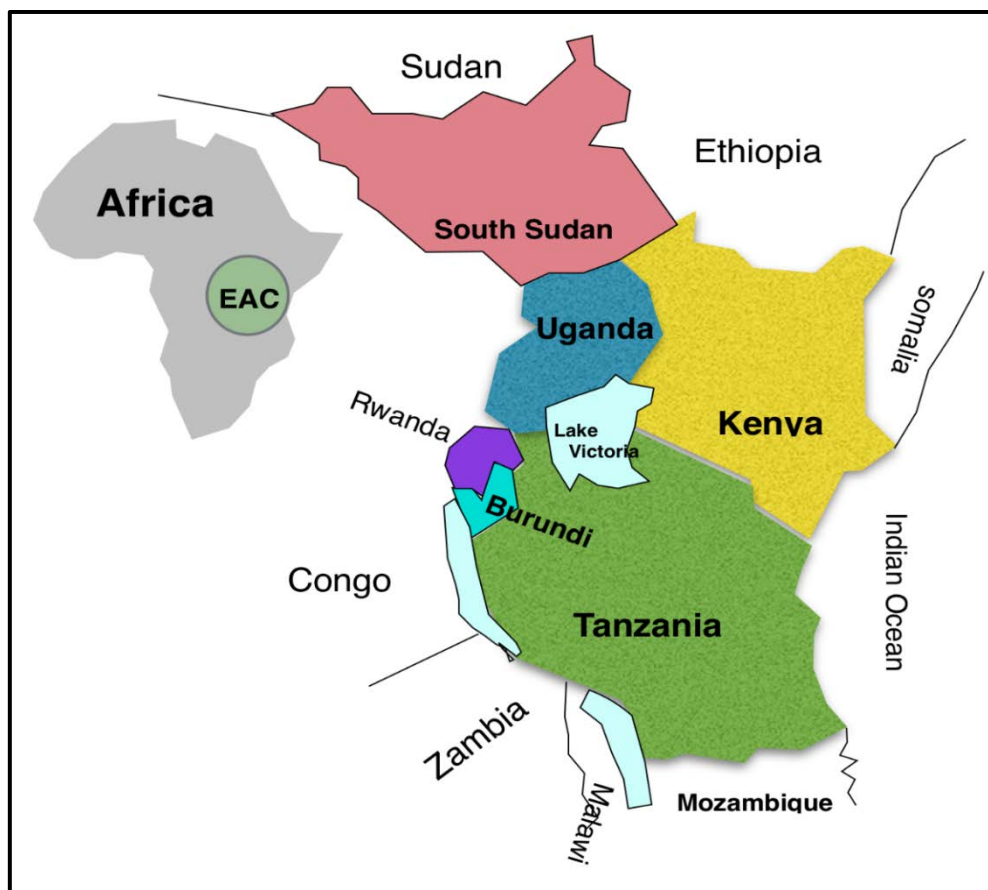 Sudan
Ethiopia
Africa
South Sudan
EAC
somalia
Uganda
Rwanda
Kenya
Lake
Victoria
Burundi
Indian Ocean
Congo
Tanzania
Zambia
Malawi
Mozambique